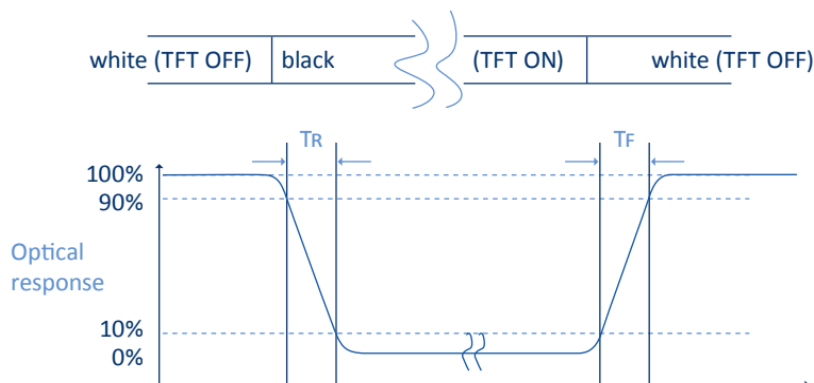 white (TFT OFF) black (TFT ON) white (TFT OFF)
TR TF
100%
90%
Optical
response
10%
0%